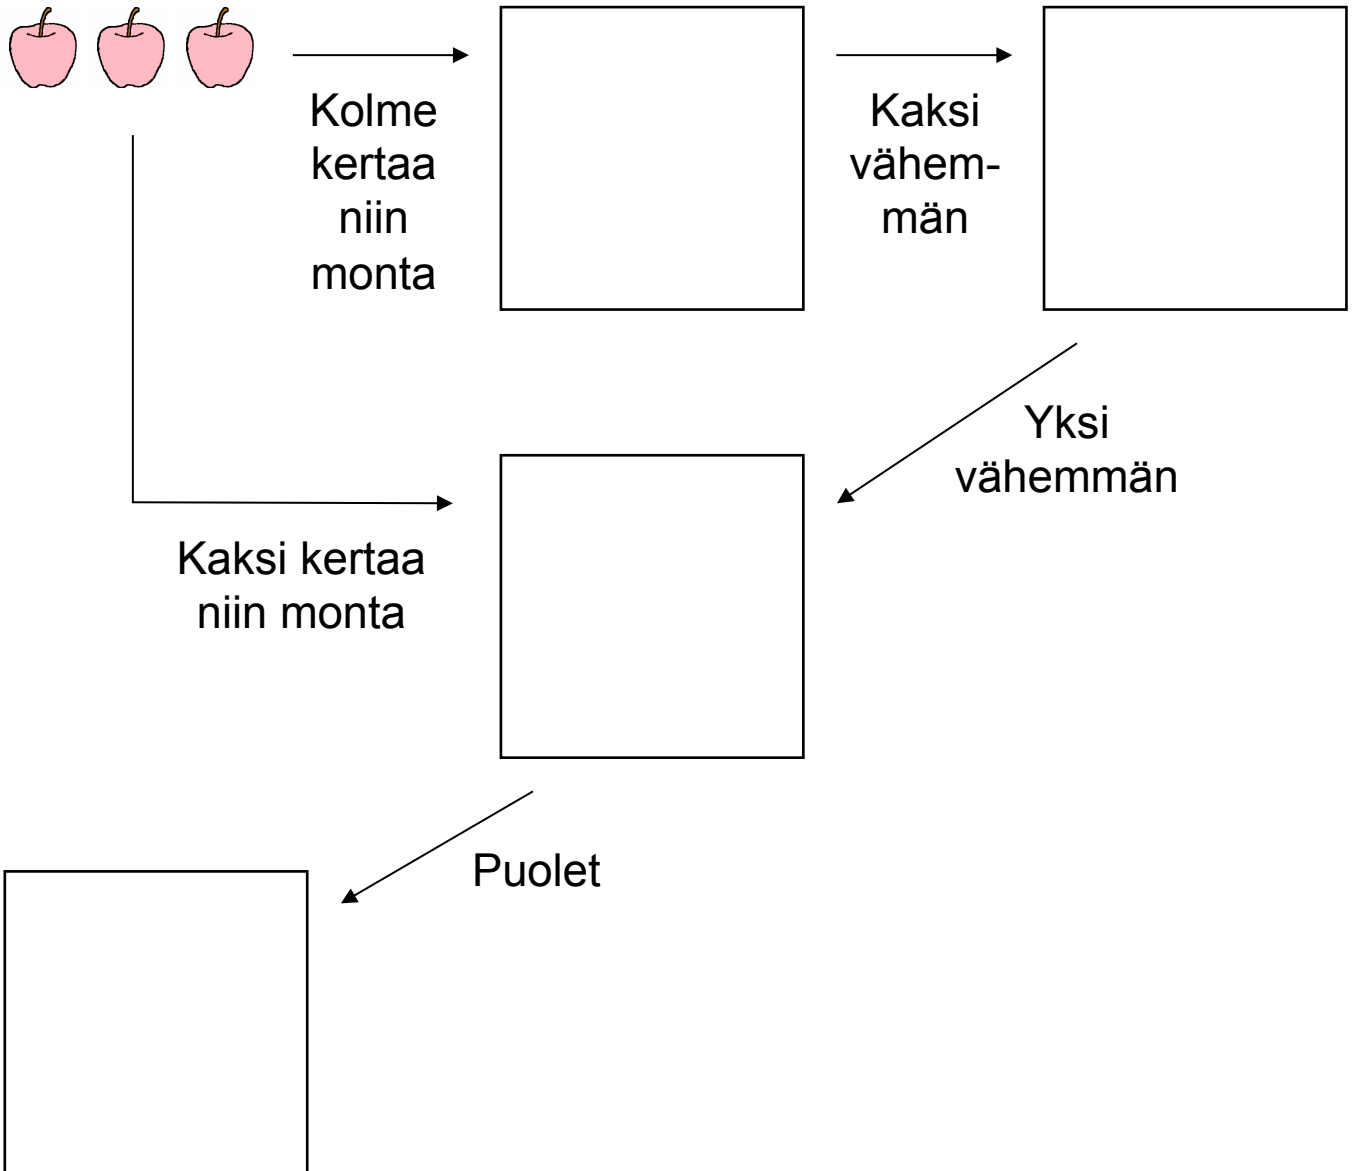 Kolme
kertaa
niin
monta
Kaksi
vähem-
män
Yksi
vähemmän
Kaksi kertaa
niin monta
Puolet